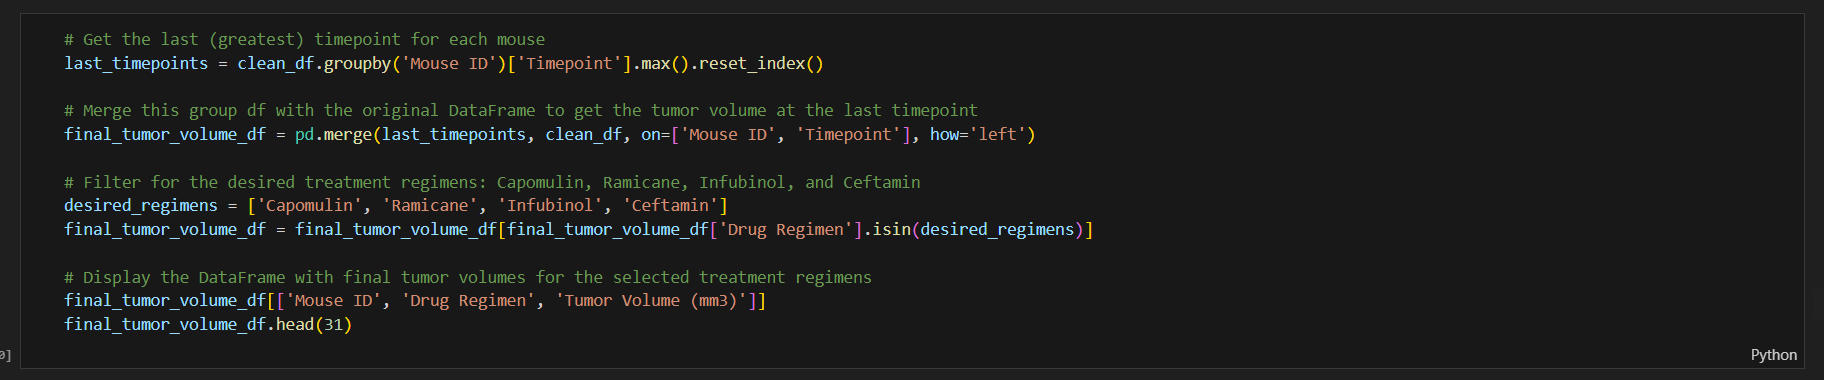 # Get the last (greatest) timepoint for each mouse
last_timepoints = clean_df.groupby('Mouse ID')['Timepoint'].max().reset_index()
# Merge this group df with the original DataFrame to get the tumor volume at the last timepoint
final_tumor_volume_df = pd.merge(last_timepoints, clean_df, on=['Mouse ID', 'Timepoint'], how='left')
# Filter for the desired treatment regimens: Capomulin, Ramicane, Infubinol, and Ceftamin
desired_regimens = ['Capomulin', 'Ramicane', 'Infubinol', 'Ceftamin']
final_tumor_volume_df = final_tumor_volume_df[final_tumor_volume_df['Drug Regimen'].isin(desired_regimens)]
# Display the DataFrame with final tumor volumes for the selected treatment regimens
final_tumor_volume_df[['Mouse ID', 'Drug Regimen', 'Tumor Volume (mm3)']]
final_tumor_volume_df.head(31)
Python